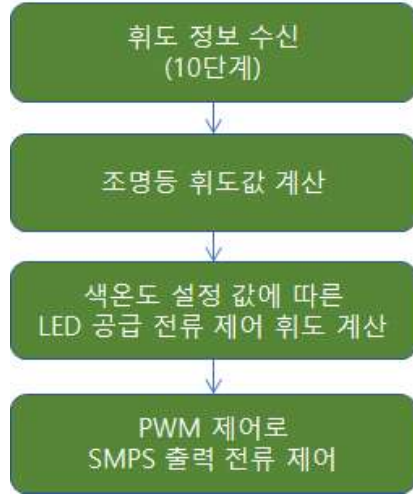 휘도 정보 수신
(10단계)
조명등 휘도값 계산
색온도 설정 값에 따른
LED 공급 전류 제어 휘도 계산
PWM 제어로
SMPS 출력 전류 제어